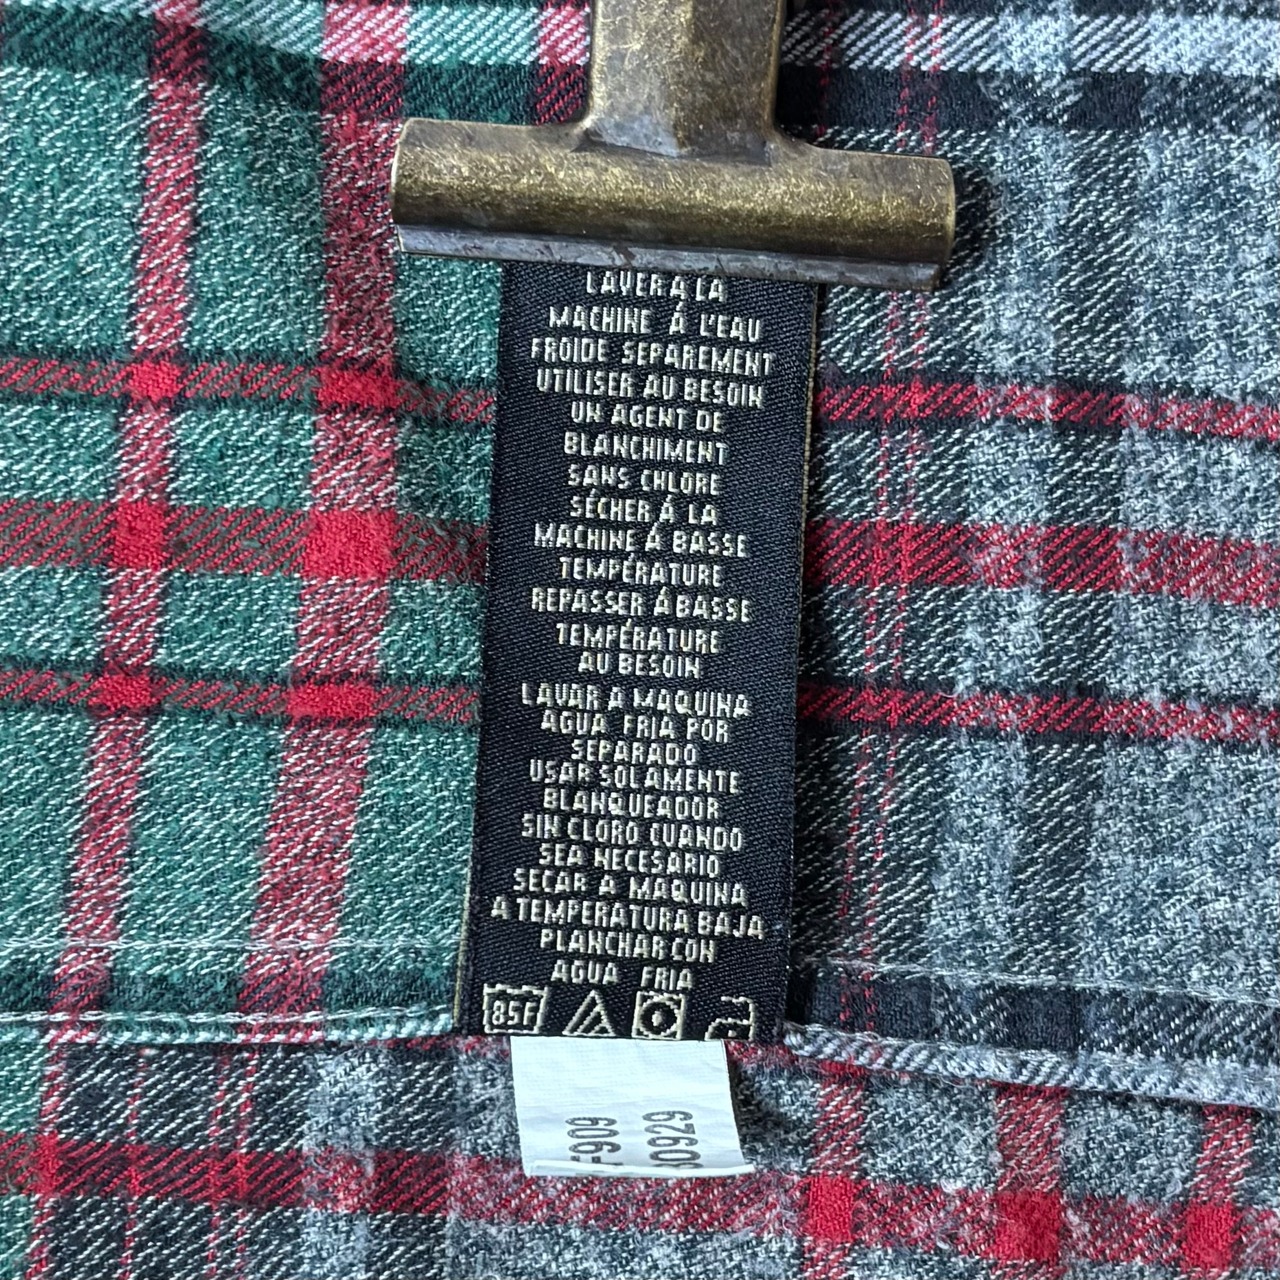 LAVER À LA
MACHINE À L'EAU
FROIDE SEPAREMENT
UTILISER AU BESOIN
UN AGENT DE
BLANCHIMENT
SANS CHLORE
SÉCHER À LA
MACHINE À BASSE
TEMPÉRATURE
REPASSER À BASSE
TEMPÉRATURE
AU BESOIN
LAVAR A MAQUINA
AGUA FRIA POR
SEPARADO
USAR SOLAMENTE
BLANQUEADOR
SIN CLORO CUANDO
SEA NECESARIO
SECAR A MAQUINA
A TEMPERATURA BAJA
PLANCHAR CON
AGUA FRIA
85F
-909
30929